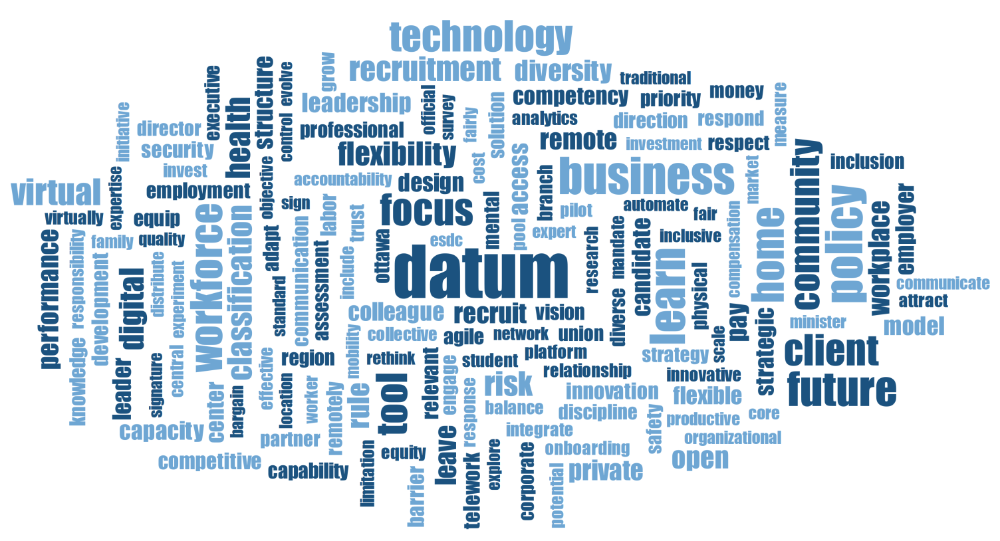 technology
grow
recruitment
diversity
traditional
executive
structure
evolve
leadership
official
survey
solution
competency
priority
money
measure
initiative
director
health
control
professional
fairly
analytics
direction
respond
security
flexibility
cost
access
remote
investment
respect
community
inclusion
invest
objective
accountability
design
branch
business
market
virtual
expertise
employment
sign
labor
focus
mental
pool
pilot
automate
fair
policy
workplace
employer
virtually
equip
workforce
classification
adapt
communication
trust
esdc
expert
research
mandate
candidate
inclusive
compensation
home
performance
responsibility
family
quality
assessment
include
ottawa
datum
learn
physical
development
digital
distribute
experiment
standard
communicate
attract
colleague
recruit
vision
diverse
pay
strategic
minister
model
knowledge
leader
signature
central
effective
region
mobility
collective
agile
network
union
scale
client
rethink
relevant
engage
student
platform
strategy
relationship
innovative
center
bargain
location
worker
remotely
rule
tool
response
risk
innovation
flexible
future
balance
discipline
safety
productive
core
capacity
partner
leave
integrate
organizational
competitive
capability
limitation
equity
barrier
telework
explore
corporate
onboarding
potential
private
open